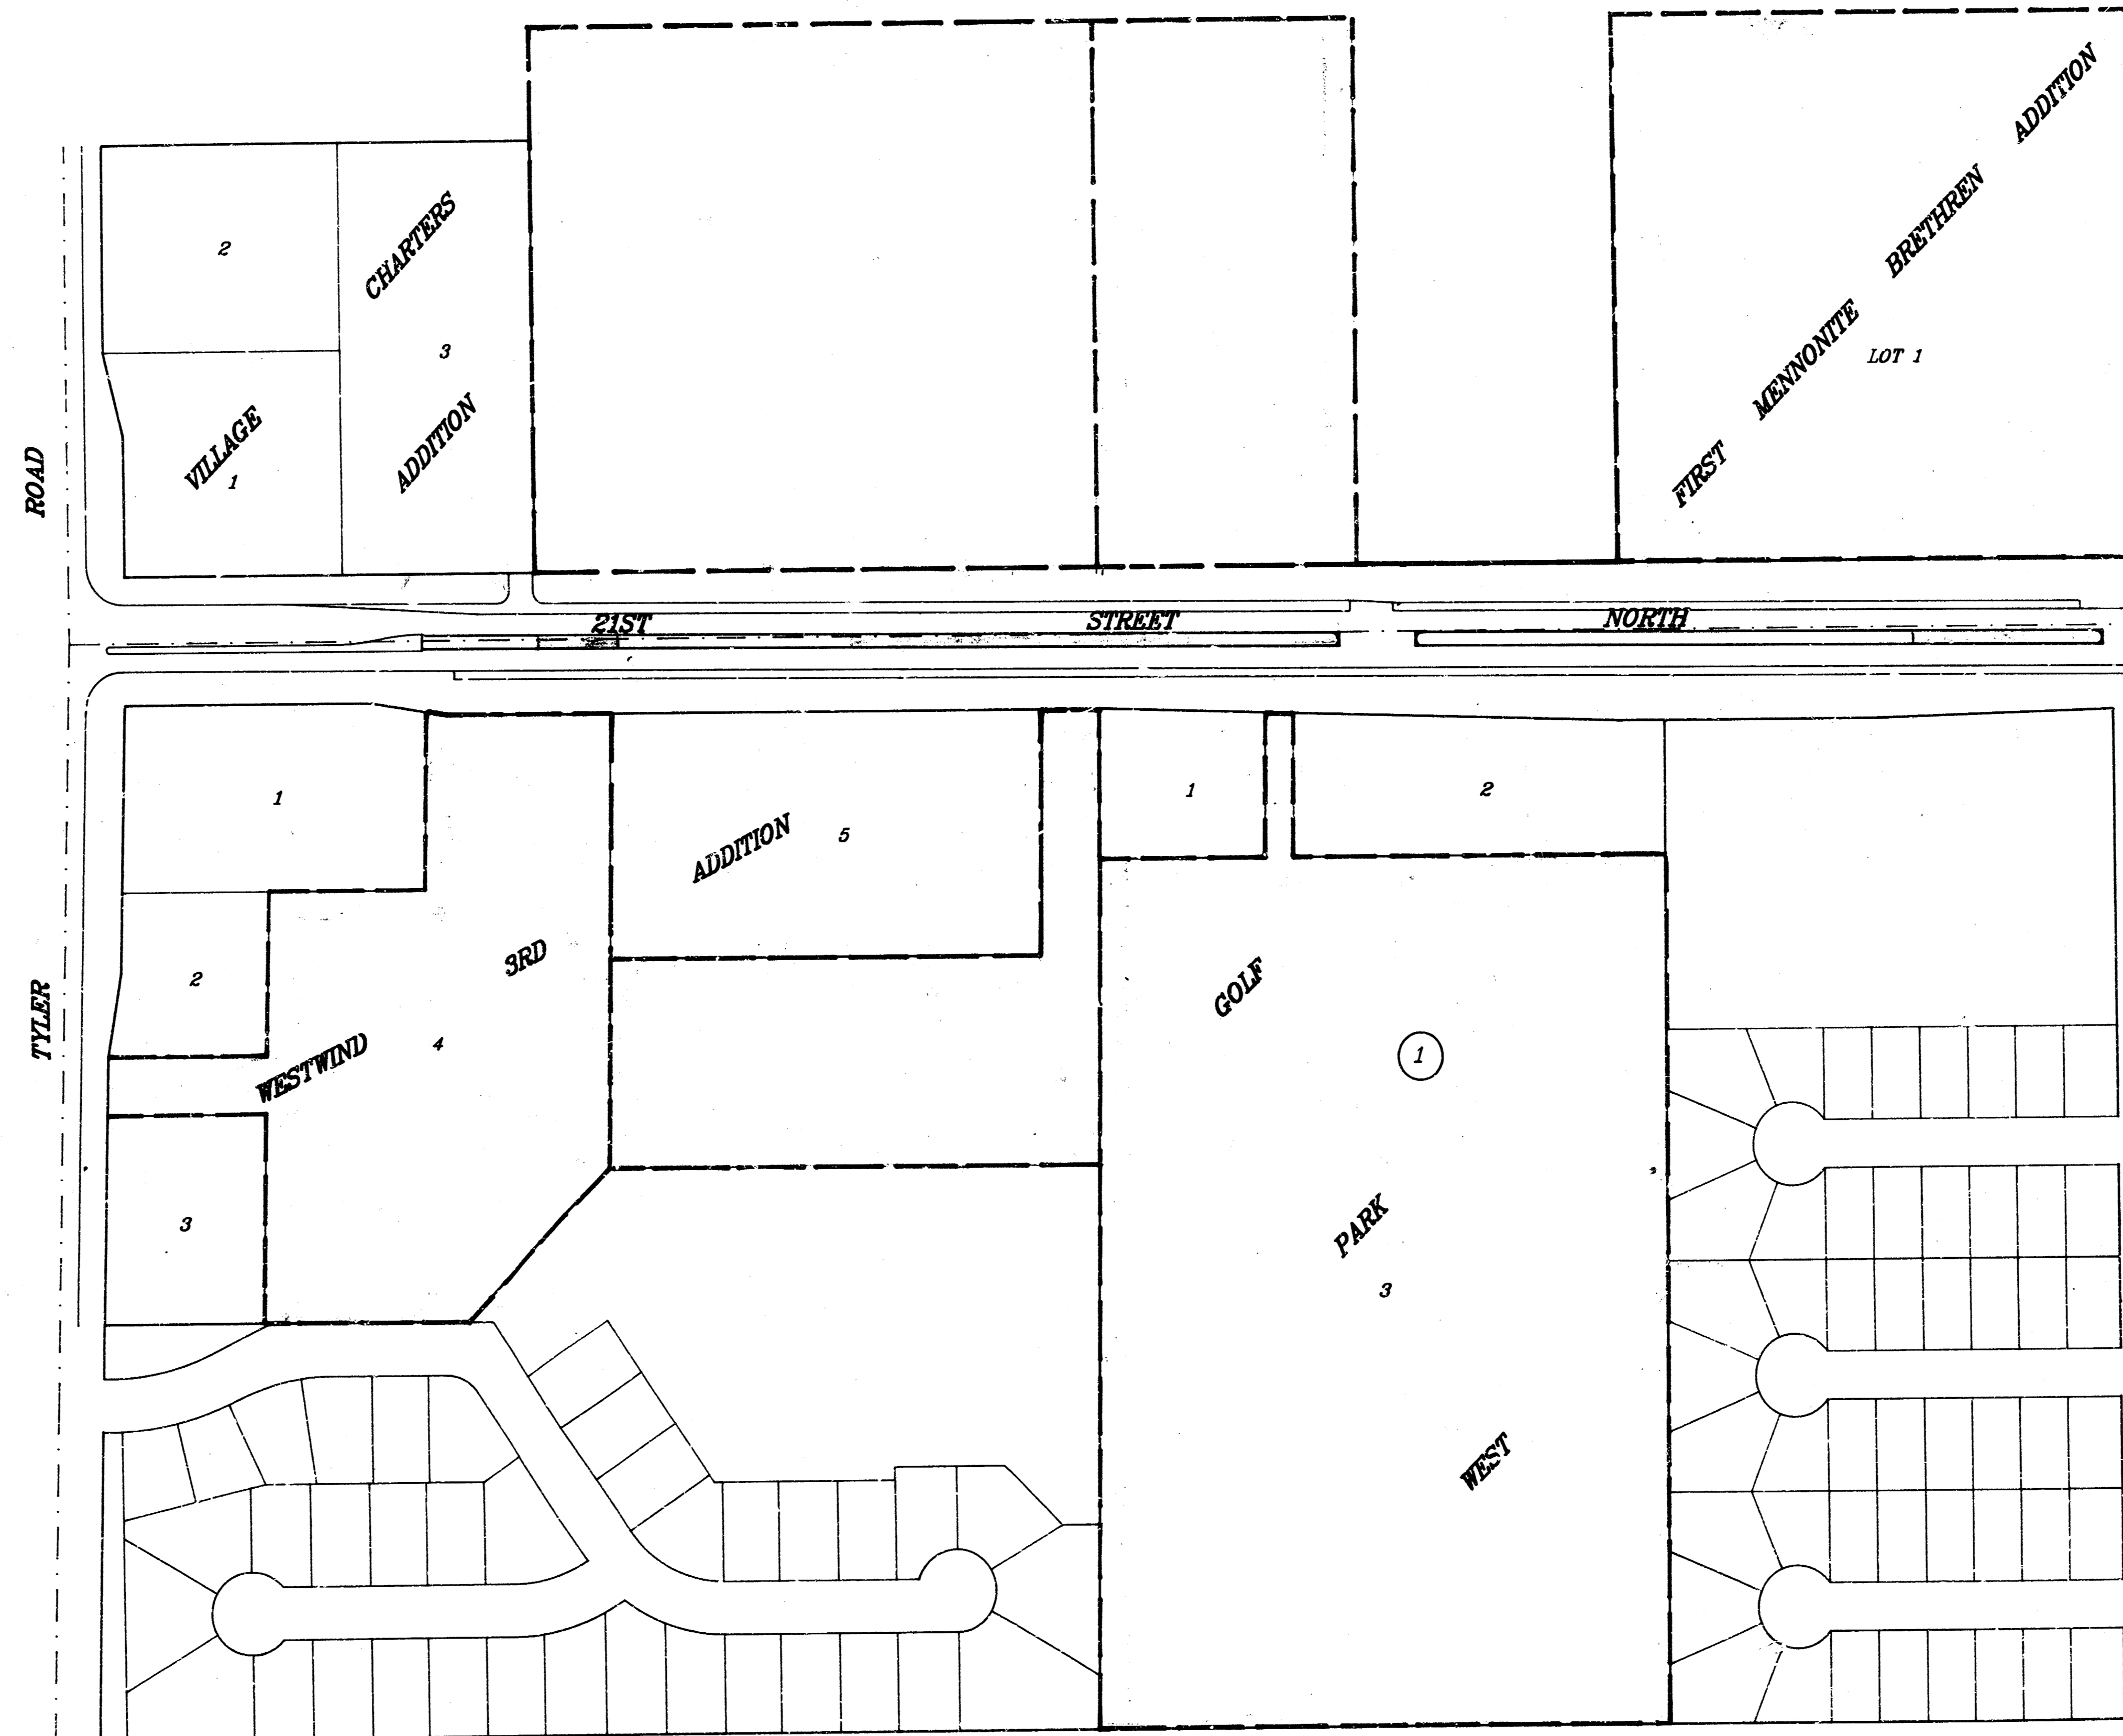 ADDITION
BRETHREN
MENNONITE
LOT 1
FIRST
2
CHARTERS
3
ADDITION
VILLAGE
1
ROAD
21ST STREET NORTH
1
ADDITION 5
1
2
2
3RD
GOLF
TYLER
WESTWIND
4
1
3
PARK
3
WEST